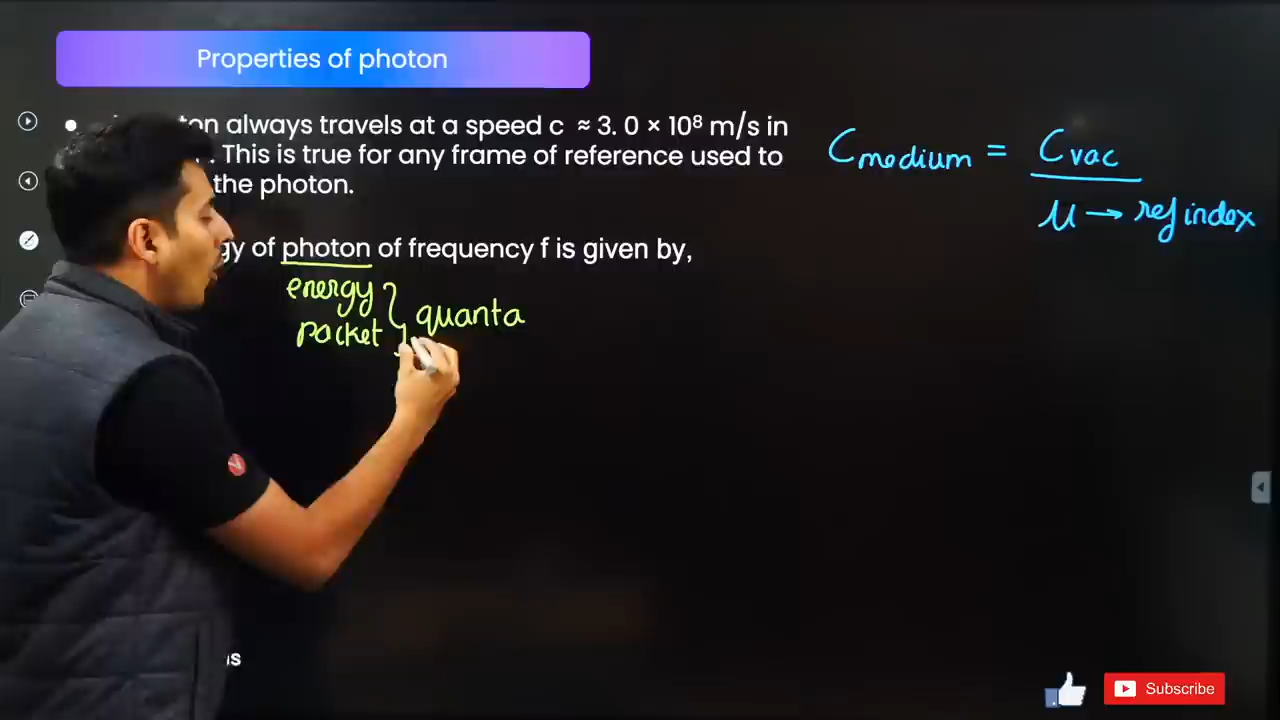 Properties of photon
always travels at a speed c ≈ 3. 0 × 10⁸ m/s in
. This is true for any frame of reference used to
the photon.
of photon of frequency f is given by,
energy
packet
} quanta
C medium = C vac
μ → ref index
Subscribe